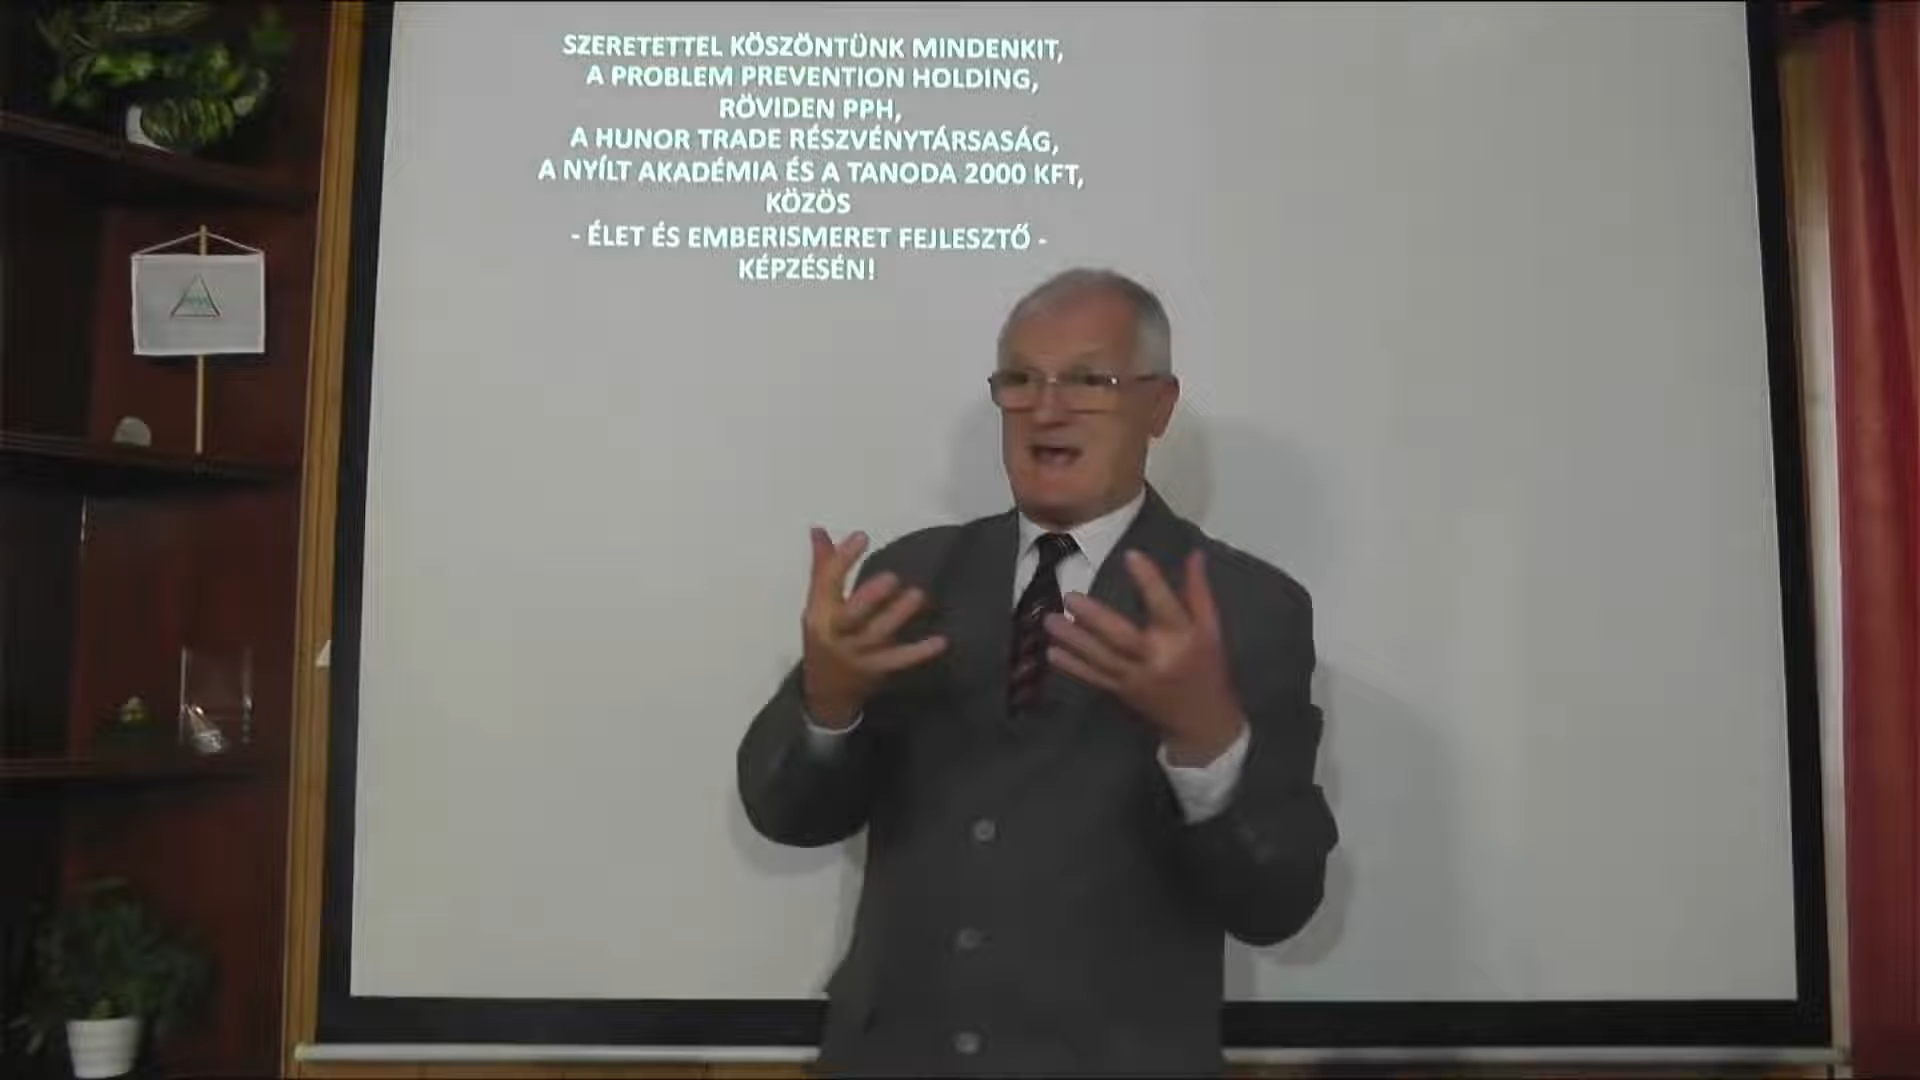 SZERETETTEL KÖSZÖNTÜNK MINDENKIT,
A PROBLEM PREVENTION HOLDING,
RÖVIDEN PPH,
A HUNOR TRADE RÉSZVÉNYTÁRSASÁG,
A NYÍLT AKADÉMIA ÉS A TANODA 2000 KFT,
KÖZÖS
- ÉLET ÉS EMBERISMERET FEJLESZTŐ -
KÉPZÉSÉN!